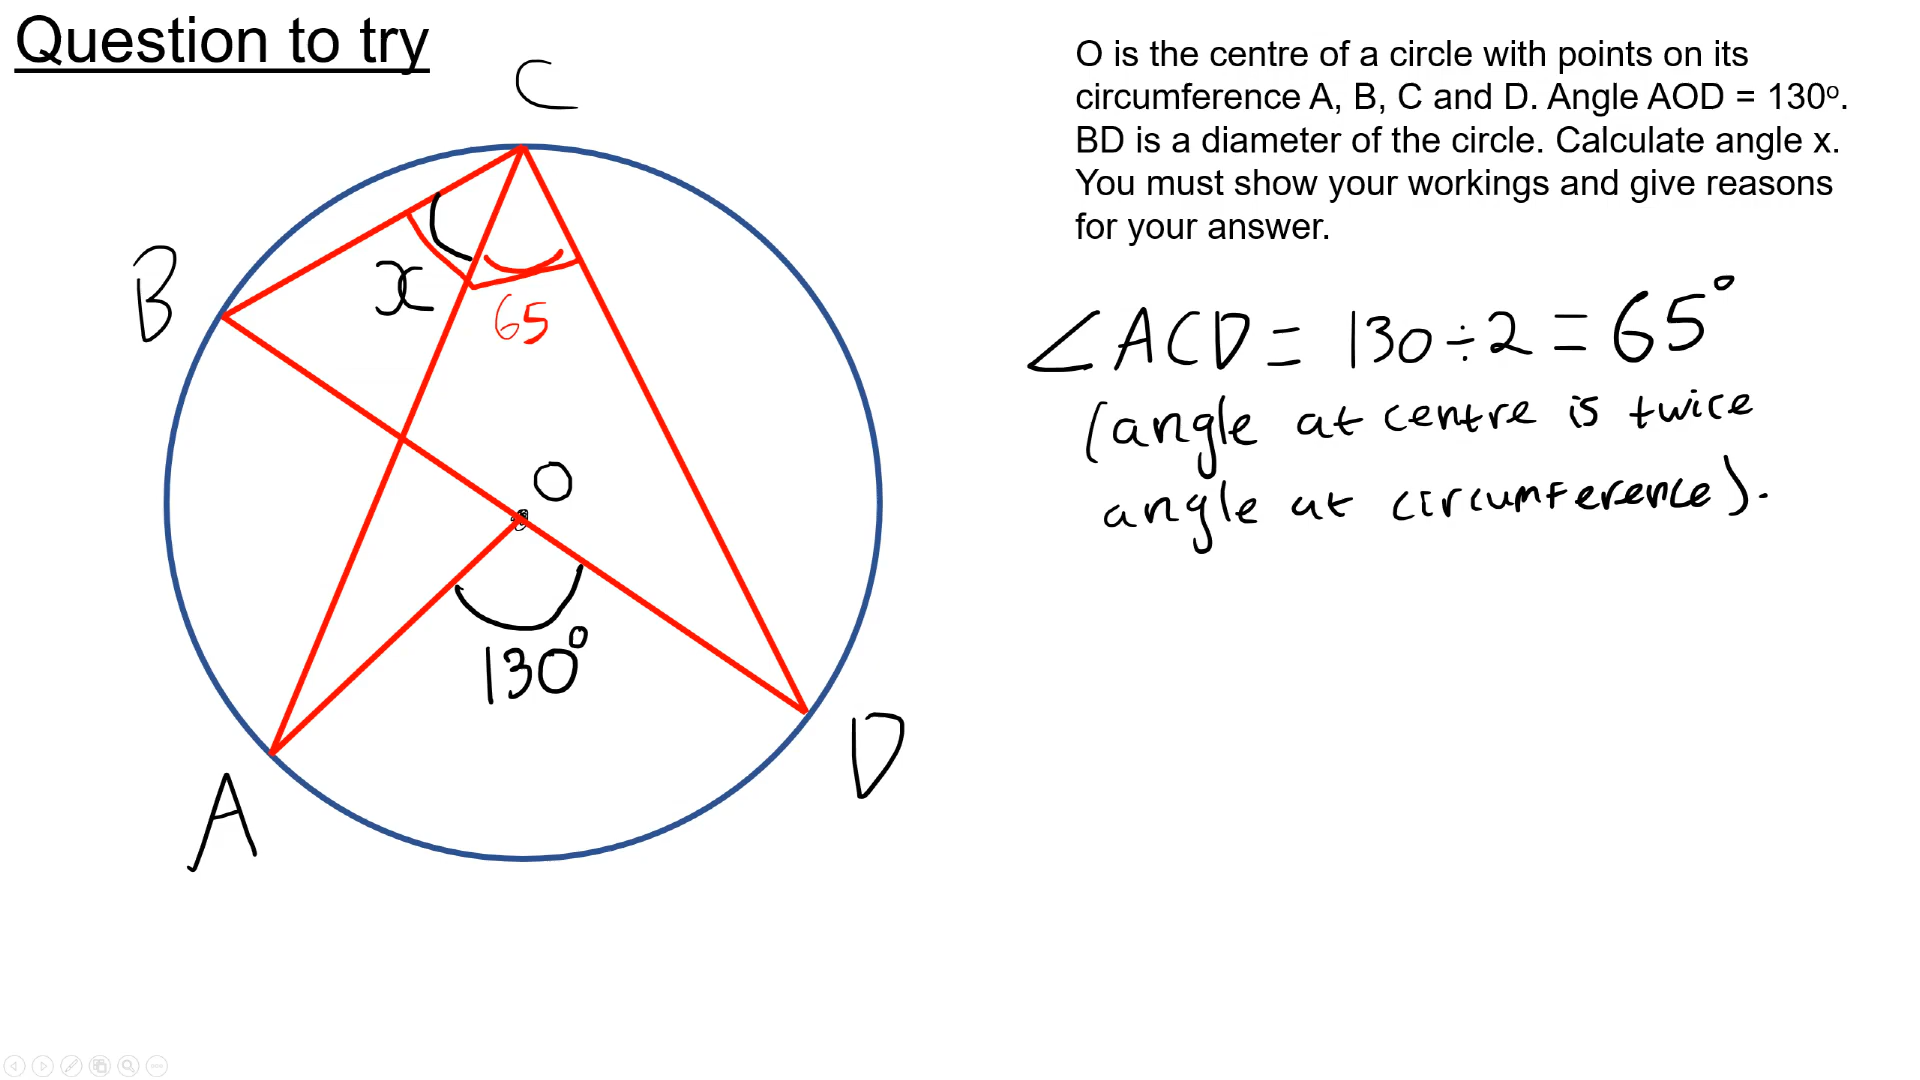 Question to try
O is the centre of a circle with points on its
circumference A, B, C and D. Angle AOD = 130º.
BD is a diameter of the circle. Calculate angle x.
You must show your workings and give reasons
for your answer.
C
B
x
65
O
130°
A
D
∠ACD = 130 ÷ 2 = 65°
(angle at centre is twice
angle at circumference).